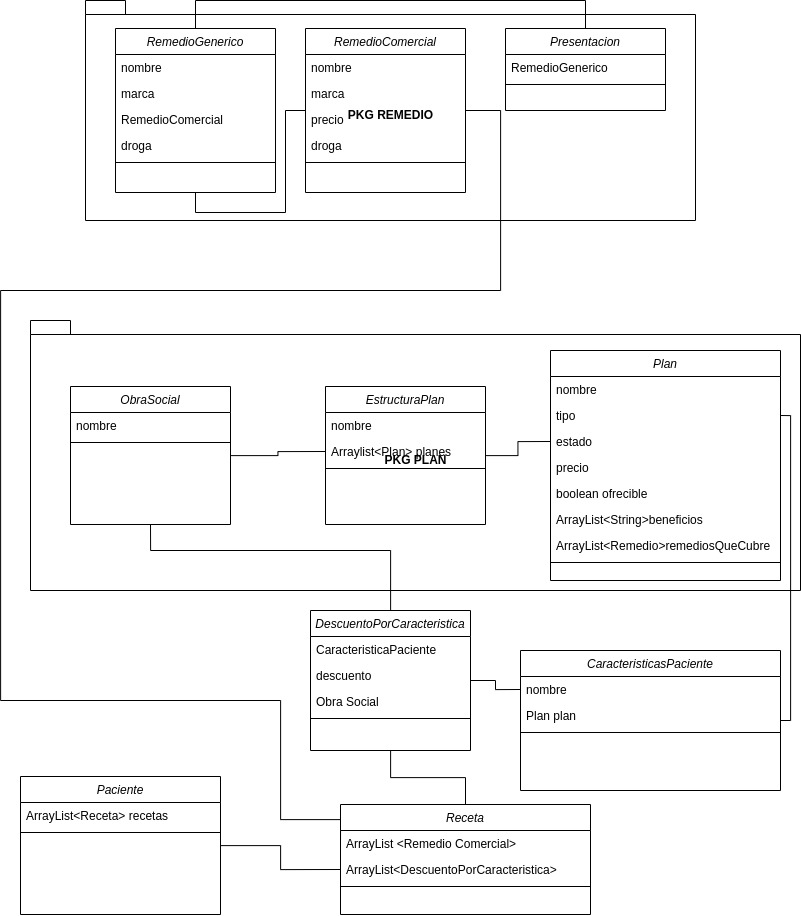 RemedioGenerico
nombre
marca
RemedioComercial
droga
RemedioComercial
nombre
marca
precio
droga
PKG REMEDIO
Presentacion
RemedioGenerico
ObraSocial
nombre
EstructuraPlan
nombre
Arraylist<Plan> planes
PKG PLAN
Plan
nombre
tipo
estado
precio
boolean ofrecible
ArrayList<String>beneficios
ArrayList<Remedio>remediosQueCubre
DescuentoPorCaracteristica
CaracteristicaPaciente
descuento
Obra Social
CaracteristicasPaciente
nombre
Plan plan
Paciente
ArrayList<Receta> recetas
Receta
ArrayList <Remedio Comercial>
ArrayList<DescuentoPorCaracteristica>